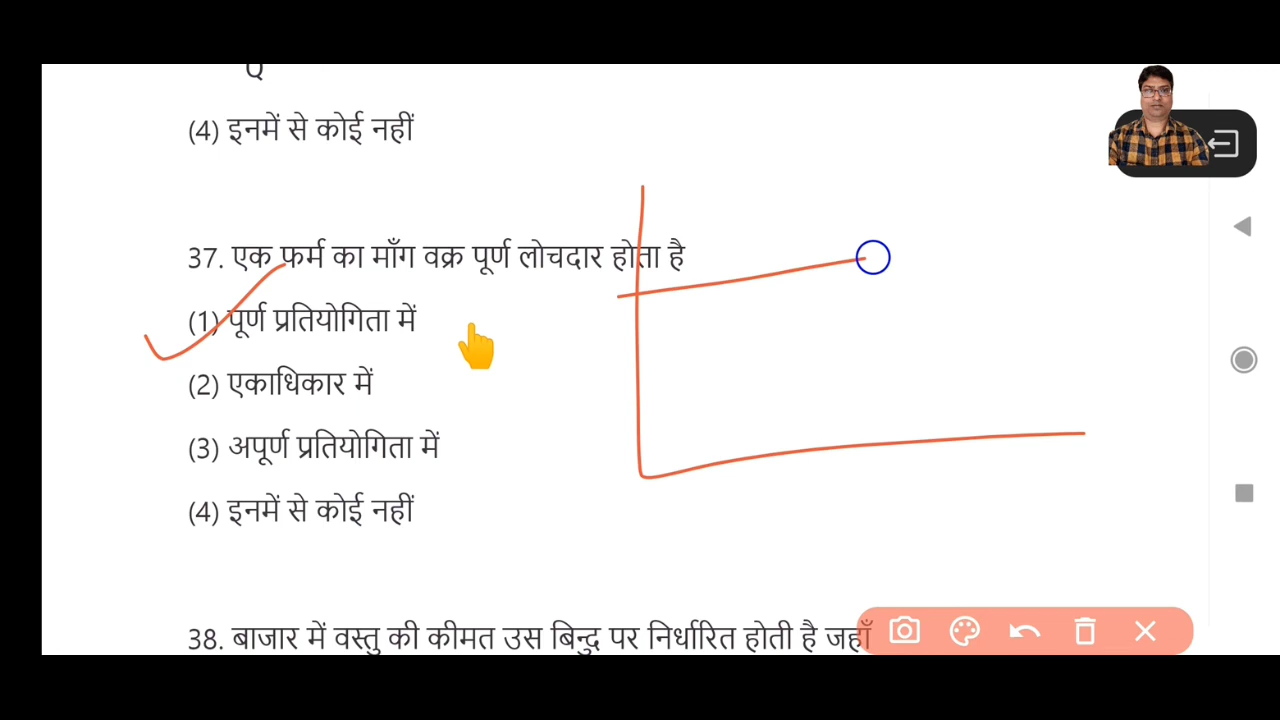 Q
(4) इनमें से कोई नहीं
37. एक फर्म का माँग वक्र पूर्ण लोचदार होता है
(1) पूर्ण प्रतियोगिता में
(2) एकाधिकार में
(3) अपूर्ण प्रतियोगिता में
(4) इनमें से कोई नहीं
38. बाजार में वस्तु की कीमत उस बिन्दु पर निर्धारित होती है जहाँ